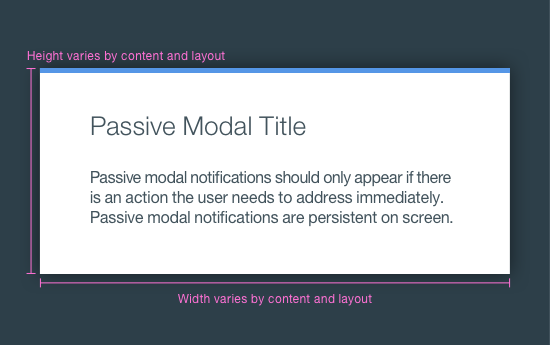 Height varies by content and layout
Passive Modal Title
Passive modal notifications should only appear if there
is an action the user needs to address immediately.
Passive modal notifications are persistent on screen.
Width varies by content and layout